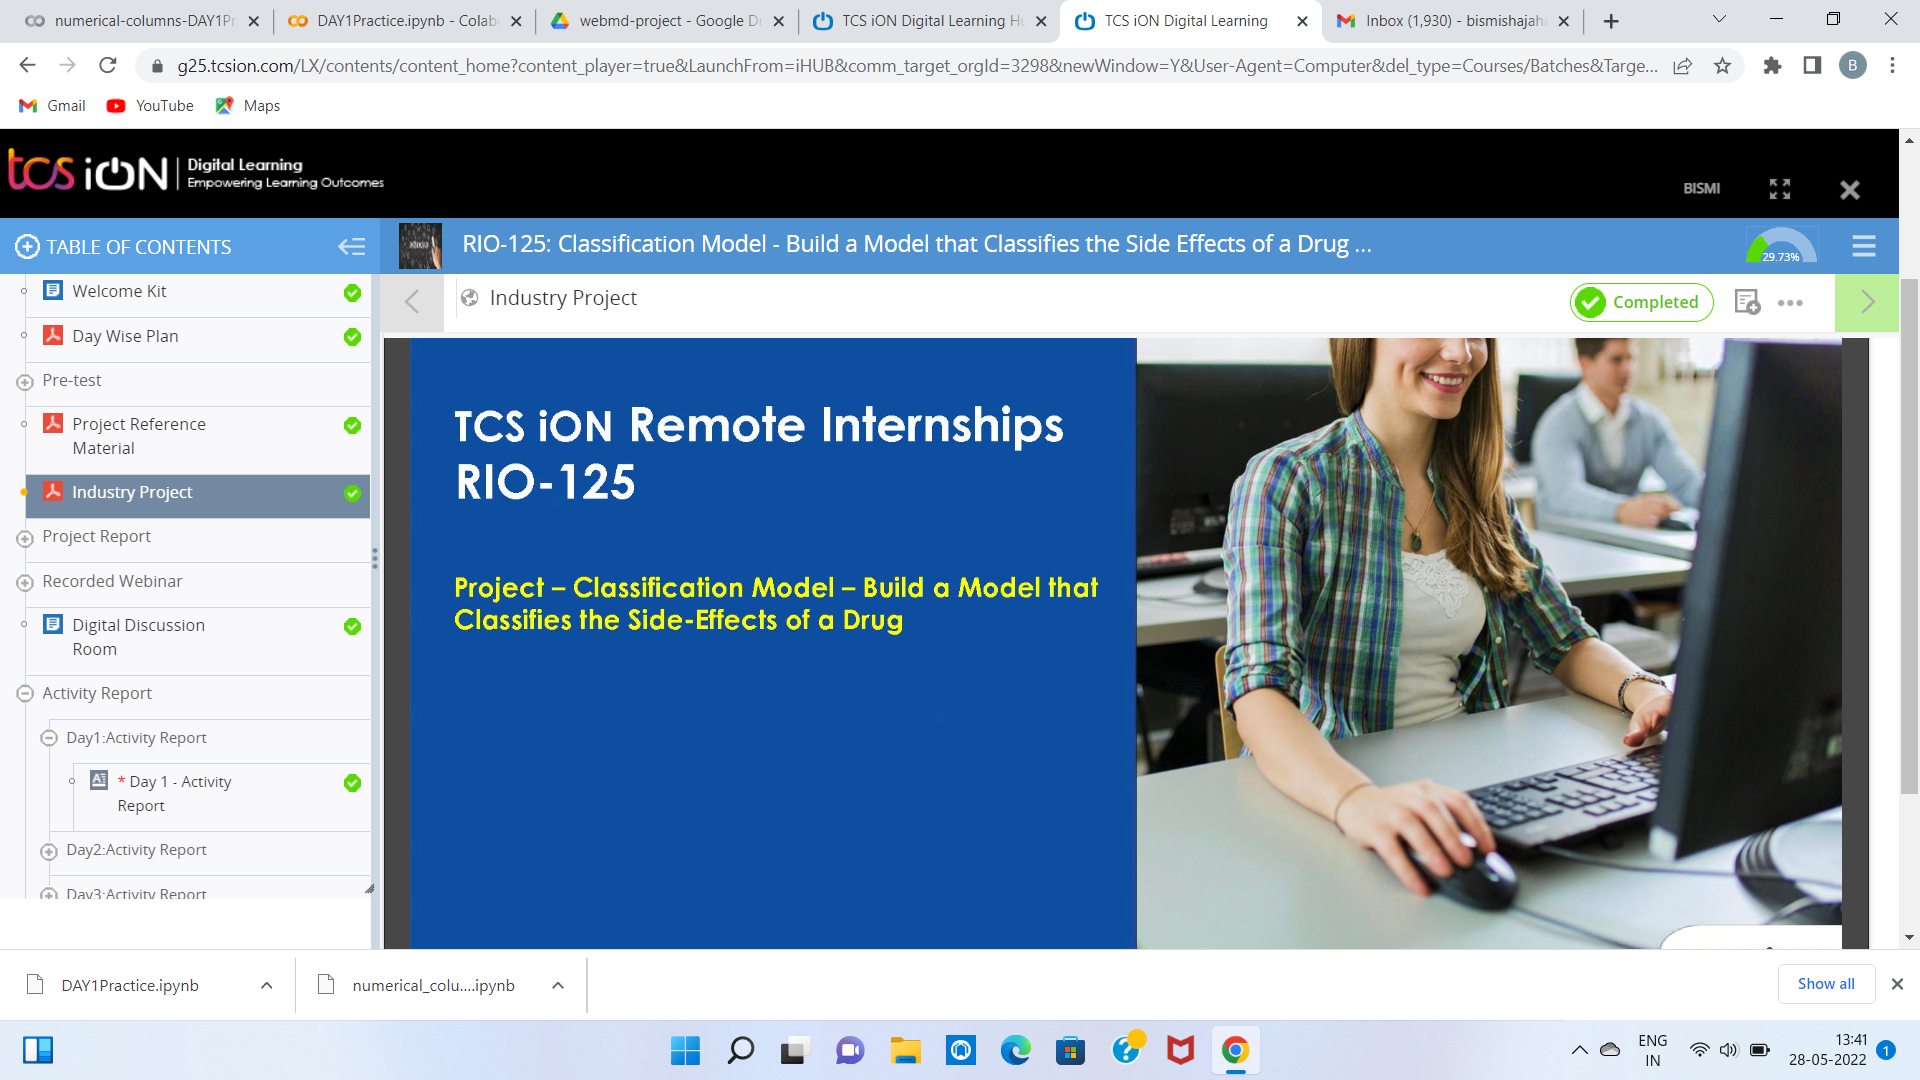 numerical-columns-DAY1Pr
DAY1Practice.ipynb - Colab
webmd-project - Google Dr
TCS iON Digital Learning H
TCS iON Digital Learning
Inbox (1,930) - bismishajah
g25.tcsion.com/LX/contents/content_home?content_player=true&LaunchFrom=iHUB&comm_target_orgId=3298&newWindow=Y&User-Agent=Computer&del_type=Courses/Batches&Targe...
B
Gmail
YouTube
Maps
tcs iON
Digital Learning
Empowering Learning Outcomes
BISMI
TABLE OF CONTENTS
RIO-125: Classification Model - Build a Model that Classifies the Side Effects of a Drug ...
29.73%
Welcome Kit
Day Wise Plan
Pre-test
Project Reference
Material
Industry Project
Project Report
Recorded Webinar
Digital Discussion
Room
Activity Report
Day1:Activity Report
* Day 1 - Activity
Report
Day2:Activity Report
Day3:Activity Report
Industry Project
Completed
TCS iON Remote Internships
RIO-125
Project – Classification Model – Build a Model that
Classifies the Side-Effects of a Drug
DAY1Practice.ipynb
numerical_colu....ipynb
Show all
ENG
IN
13:41
28-05-2022
1